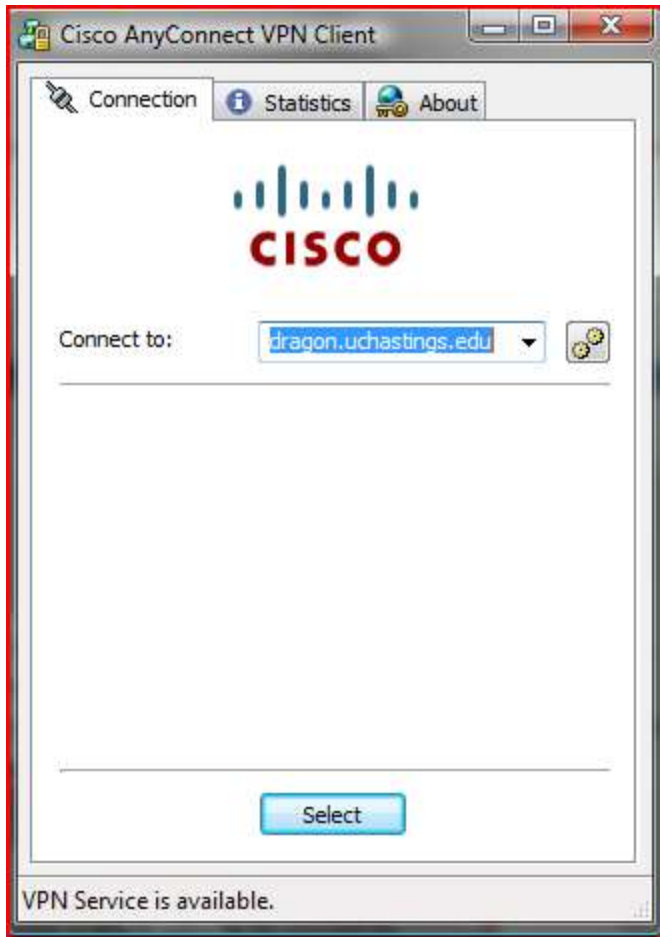 Cisco AnyConnect VPN Client
Connection Statistics About
CISCO
Connect to: dragon.uchastings.edu
Select
VPN Service is available.